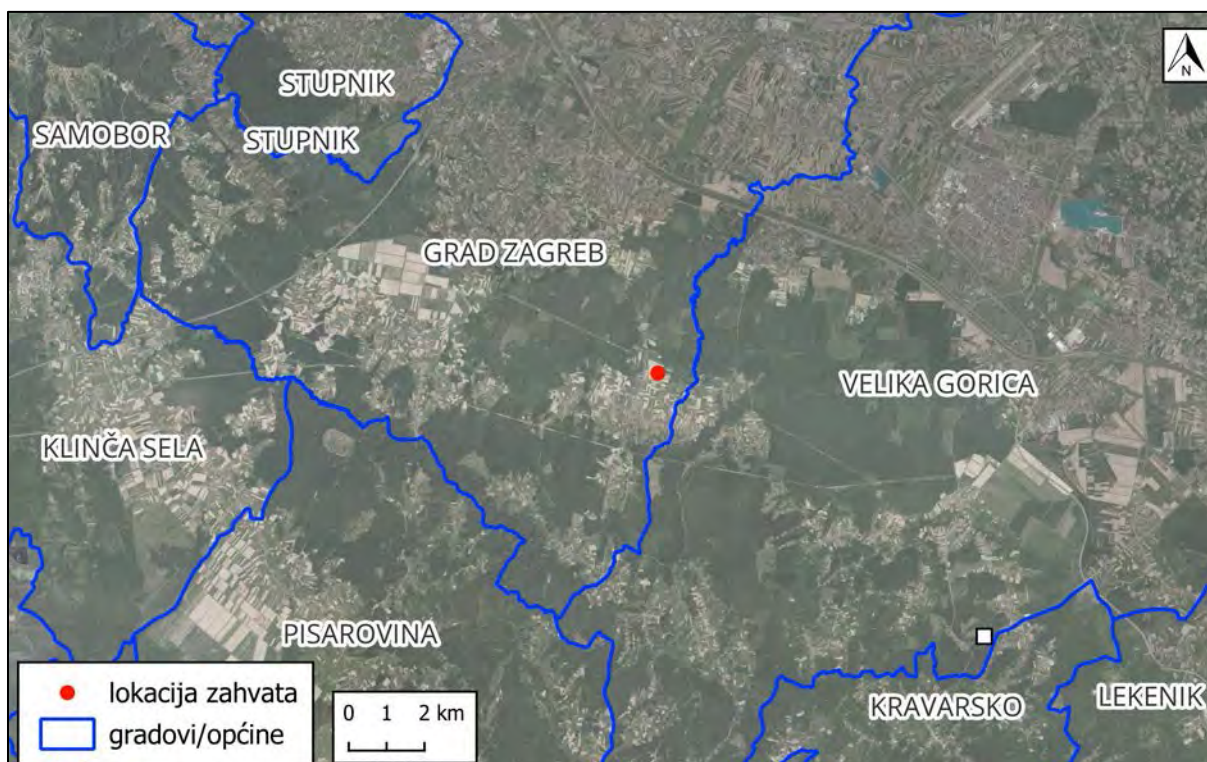 STUPNIK
N
SAMOBOR
STUPNIK
GRAD ZAGREB
VELIKA GORICA
KLINČA SELA
PISAROVINA
KRAVARSKO
LEKENIK
lokacija zahvata
gradovi/općine
0 1 2 km